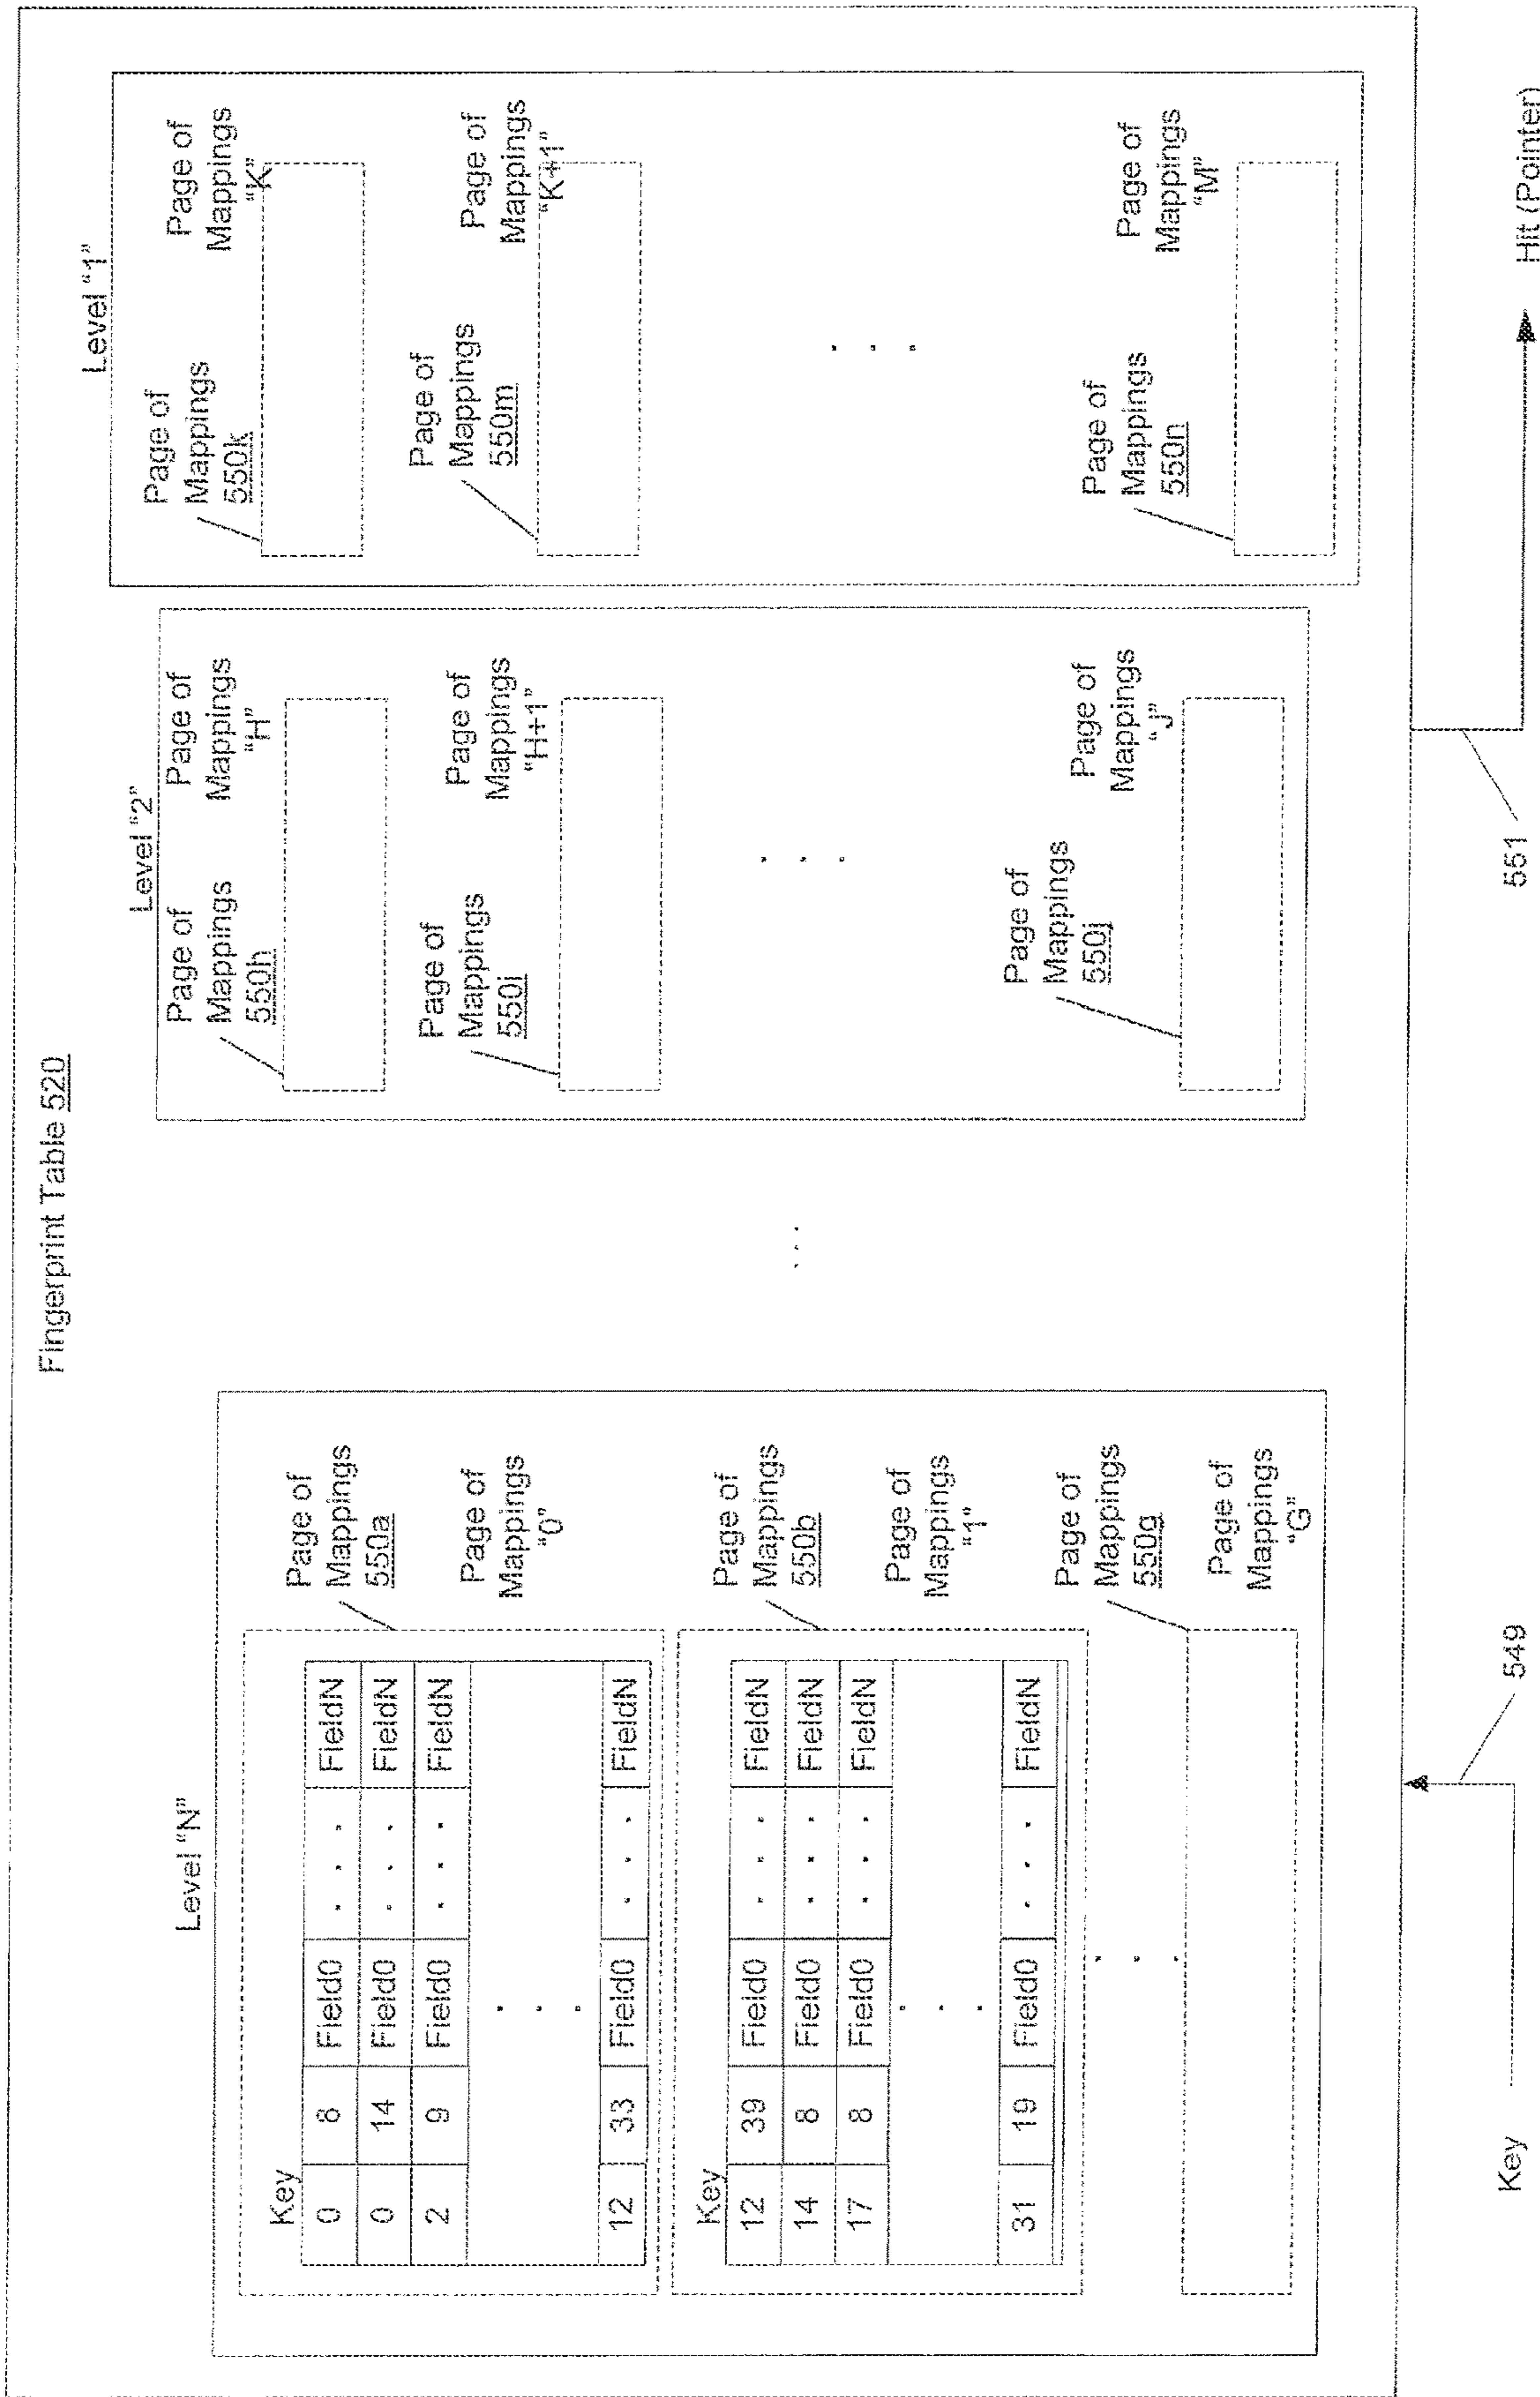 Fingerprint Table 520
Level “N”
Key
0 8 Field0 . . . FieldN
0 14 Field0 . . . FieldN
2 9 Field0 . . . FieldN
. . .
12 33 Field0 . . . FieldN
Page of
Mappings
550a
Page of
Mappings
“0”
Key
12 39 Field0 . . . FieldN
14 8 Field0 . . . FieldN
17 8 Field0 . . . FieldN
. . .
31 19 Field0 . . . FieldN
Page of
Mappings
550b
Page of
Mappings
“1”
. . .
Page of
Mappings
550g
Page of
Mappings
“G”
. . .
Level “2”
Page of
Mappings
550h
Page of
Mappings
“H”
Page of
Mappings
550i
Page of
Mappings
“H+1”
. . .
Page of
Mappings
550j
Page of
Mappings
“J”
Level “1”
Page of
Mappings
550k
Page of
Mappings
“K”
Page of
Mappings
550m
Page of
Mappings
“K+1”
. . .
Page of
Mappings
550n
Page of
Mappings
“M”
Key
549
551
Hit (Pointer)